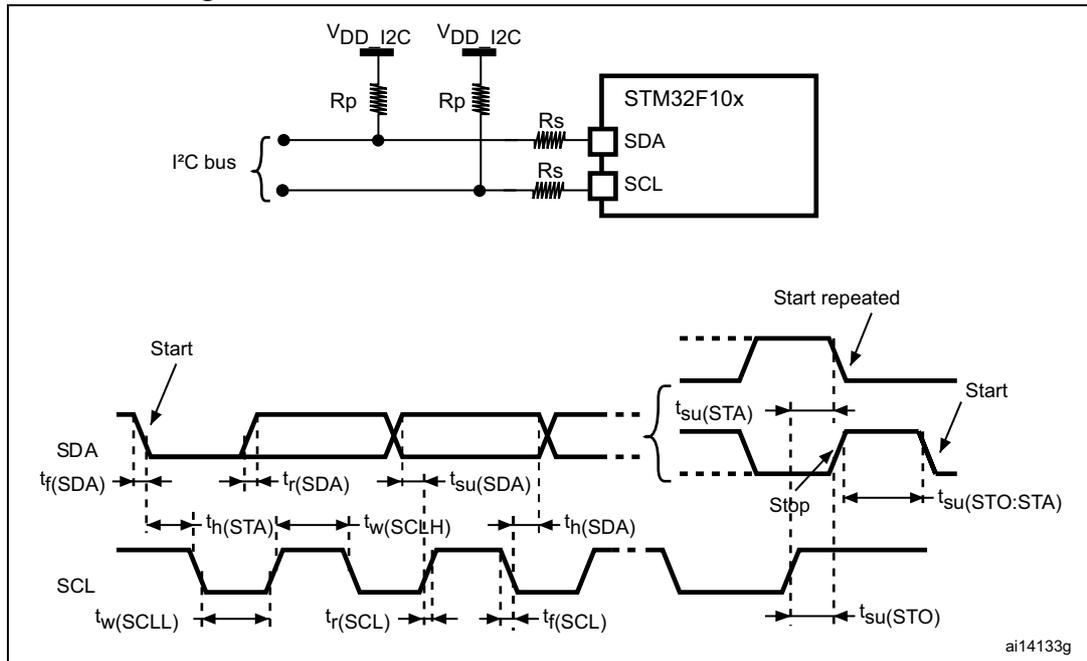 VDD_I2C VDD_I2C
Rp Rp
STM32F10x
Rs
SDA
I²C bus
Rs
SCL
Start repeated
Start
Start
tsu(STA)
SDA
tf(SDA)
tr(SDA)
tsu(SDA)
Stop
tsu(STO:STA)
th(STA)
tw(SCLH)
th(SDA)
SCL
tw(SCLL)
tr(SCL)
tf(SCL)
tsu(STO)
ai14133g